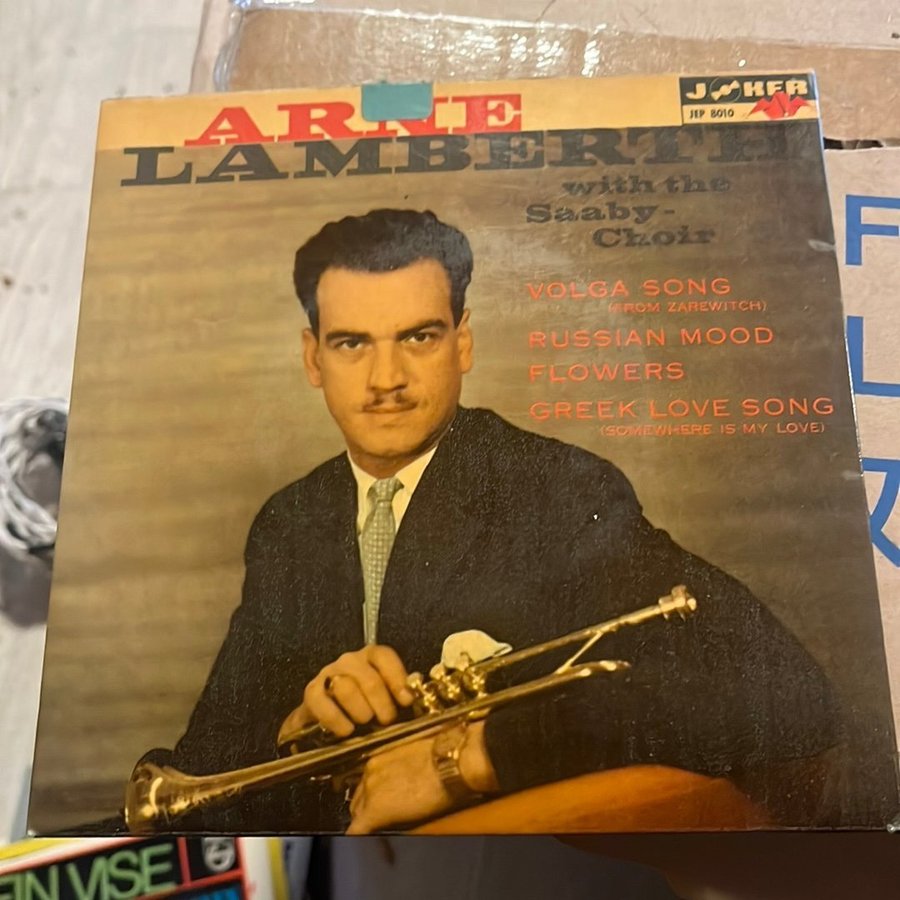 ARNE
JOKER
JEP 8010
LAMBERTH
with the
Saaby-
Choir
VOLGA SONG
(FROM ZAREWITCH)
RUSSIAN MOOD
FLOWERS
GREEK LOVE SONG
(SOMEWHERE IS MY LOVE)
F
L
EIN VISE